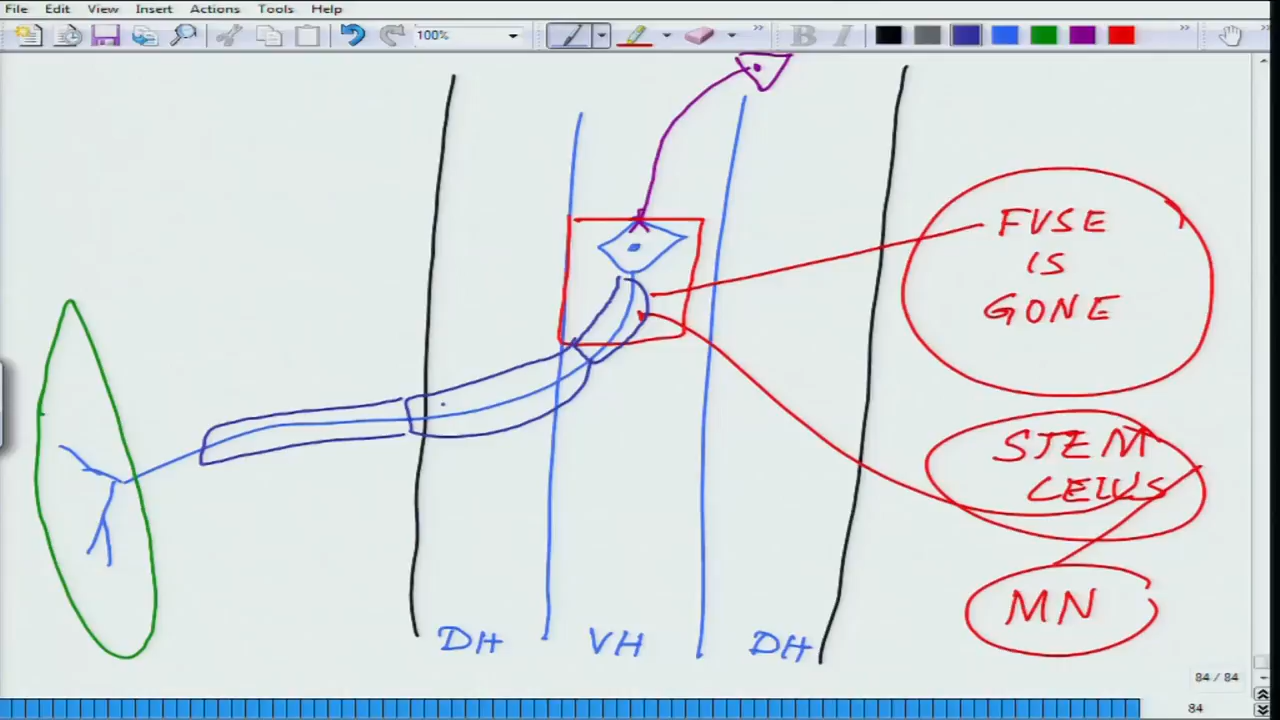 File Edit View Insert Actions Tools Help
100%
B I
FUSE
IS
GONE
STEM
CELLS
MN
DH VH DH
84 / 84
84